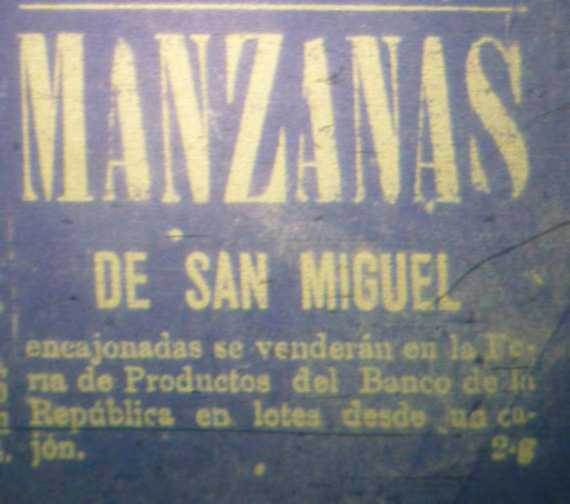 MANZANAS
DE SAN MIGUEL
encajonadas se venderán en la Fe-
ria de Productos del Banco de la
República en lotes desde un ca-
jón. 2-g